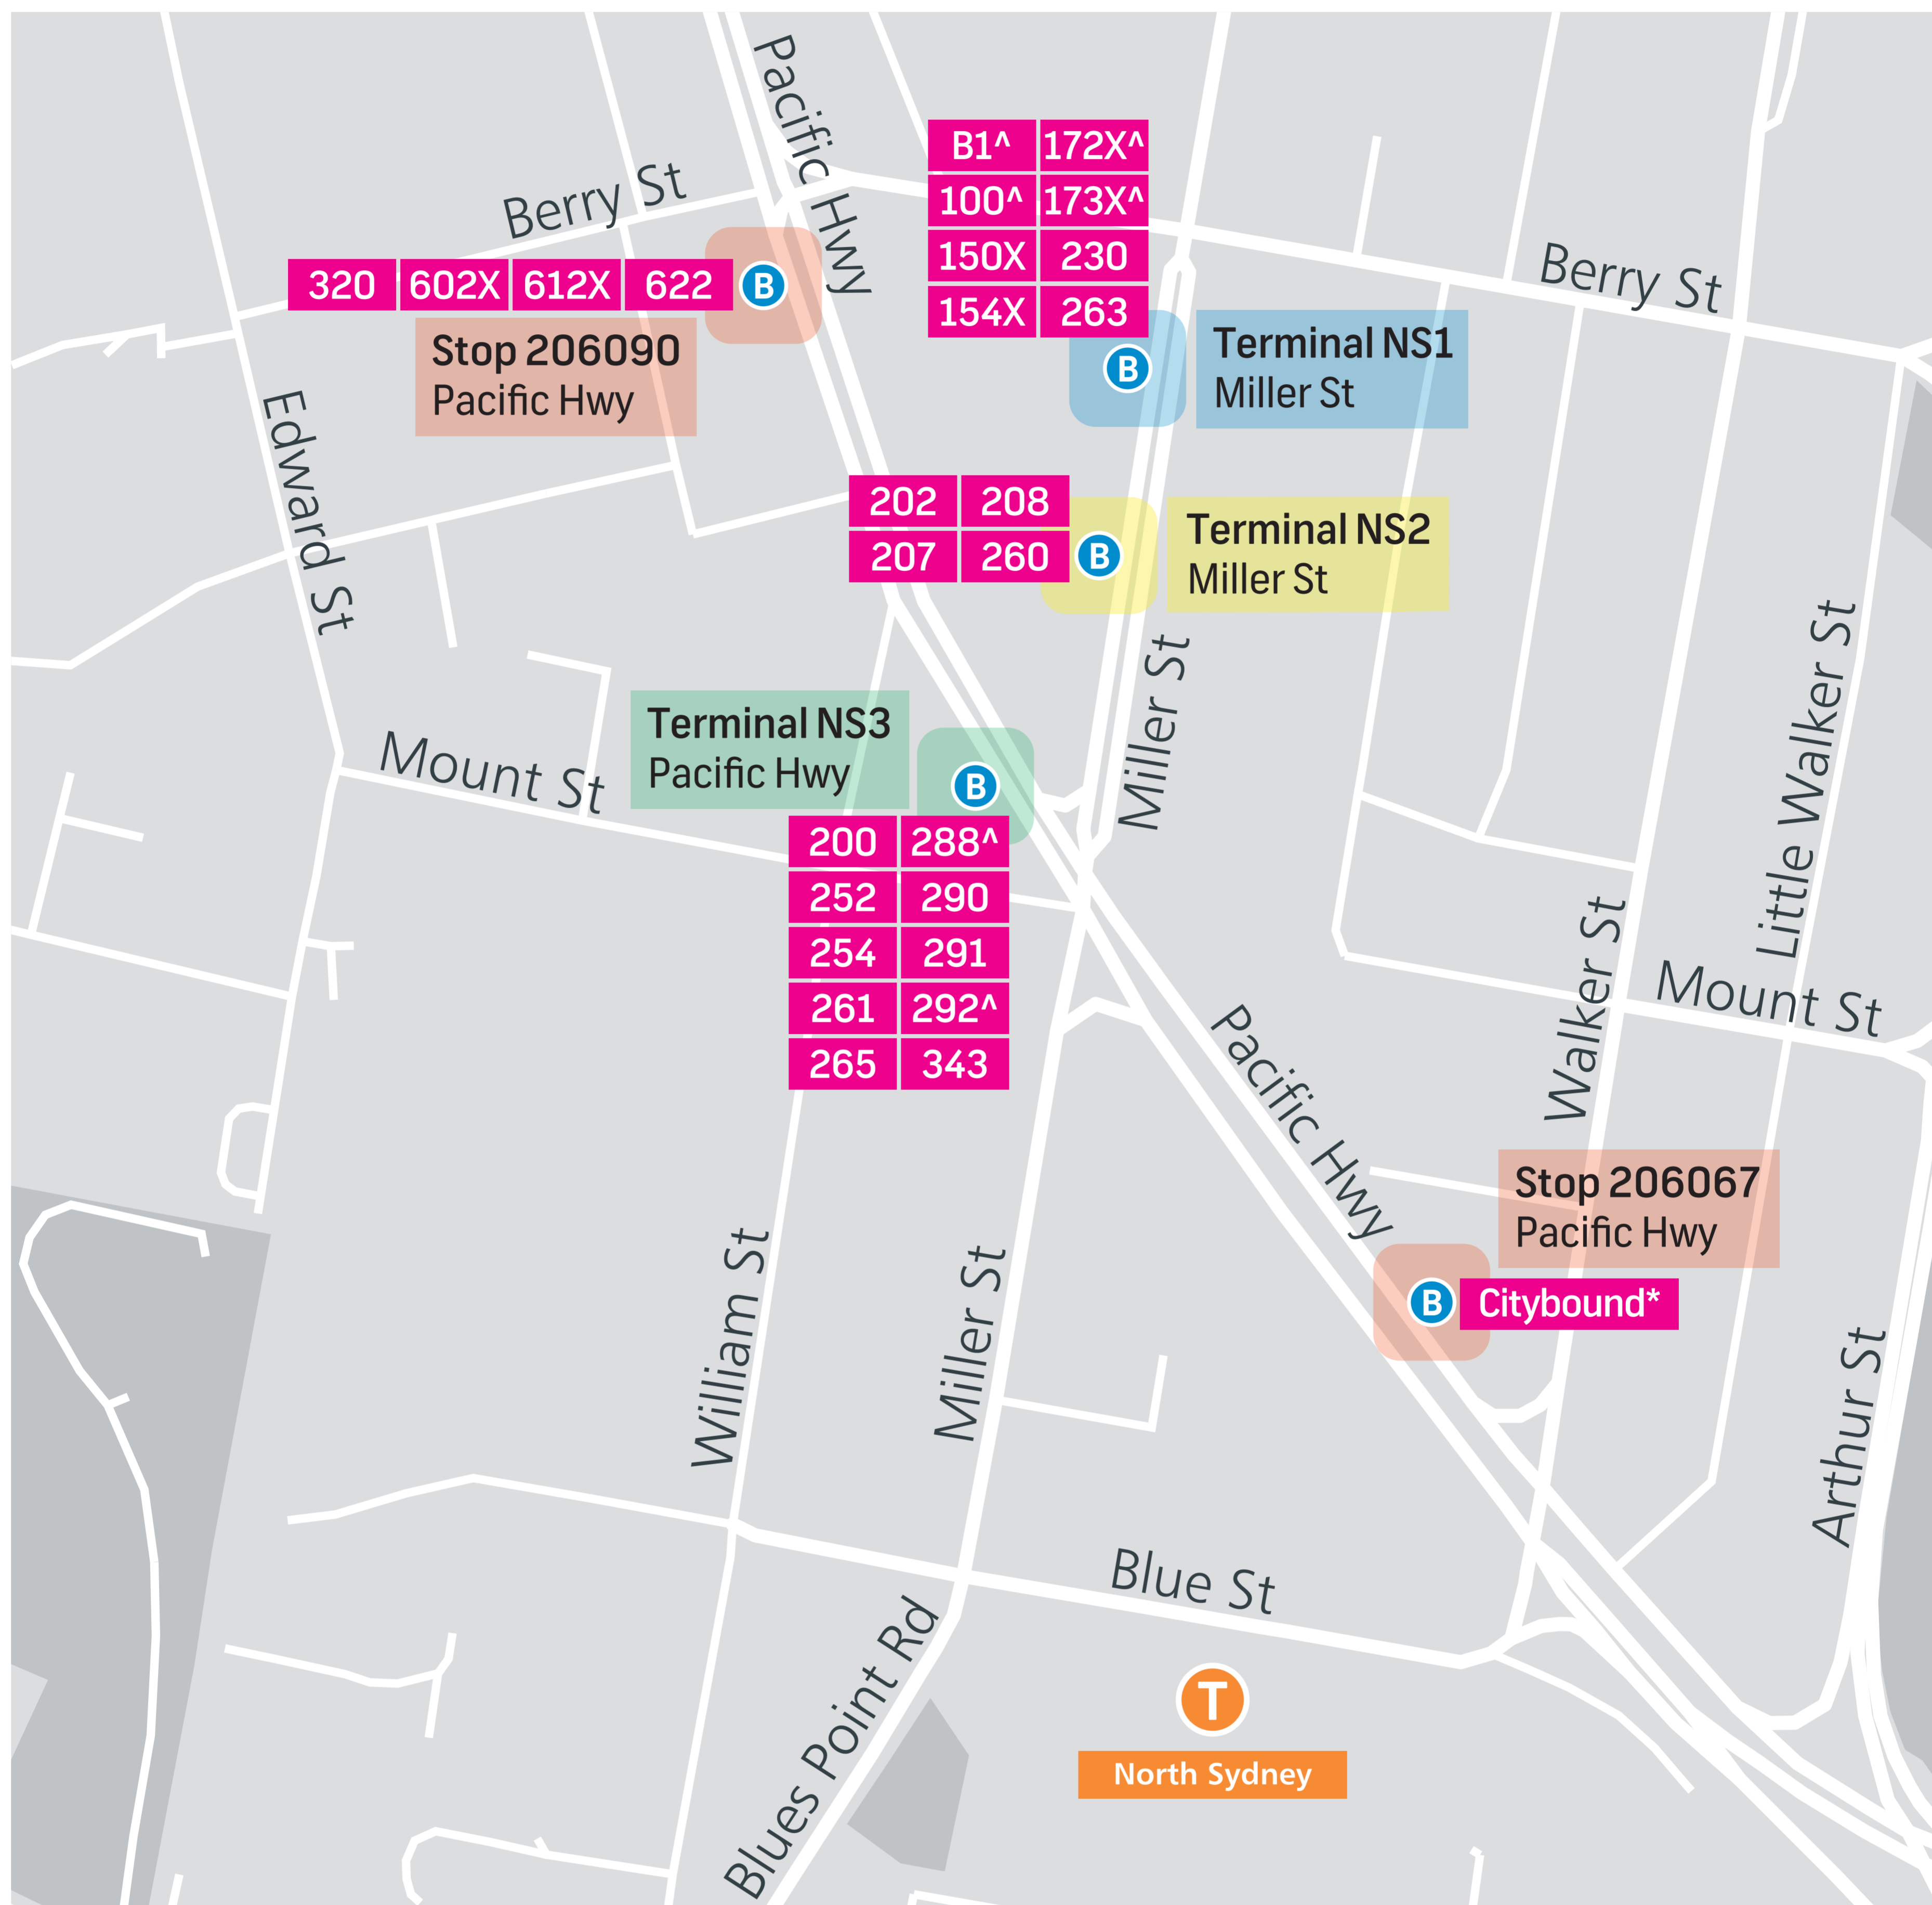 Pacific Hwy
B1^ 172X^
100^ 173X^
150X 230
154X 263
Berry St
Berry St
320 602X 612X 622
B
Stop 206090
Pacific Hwy
Terminal NS1
Miller St
B
Edward St
202 208
207 260
B
Terminal NS2
Miller St
Miller St
Little Walker St
Mount St
Terminal NS3
Pacific Hwy
B
200 288^
252 290
254 291
261 292^
265 343
Walker St
Mount St
Pacific Hwy
Stop 206067
Pacific Hwy
B
Citybound*
William St
Miller St
Arthur St
Blue St
Blues Point Rd
T
North Sydney